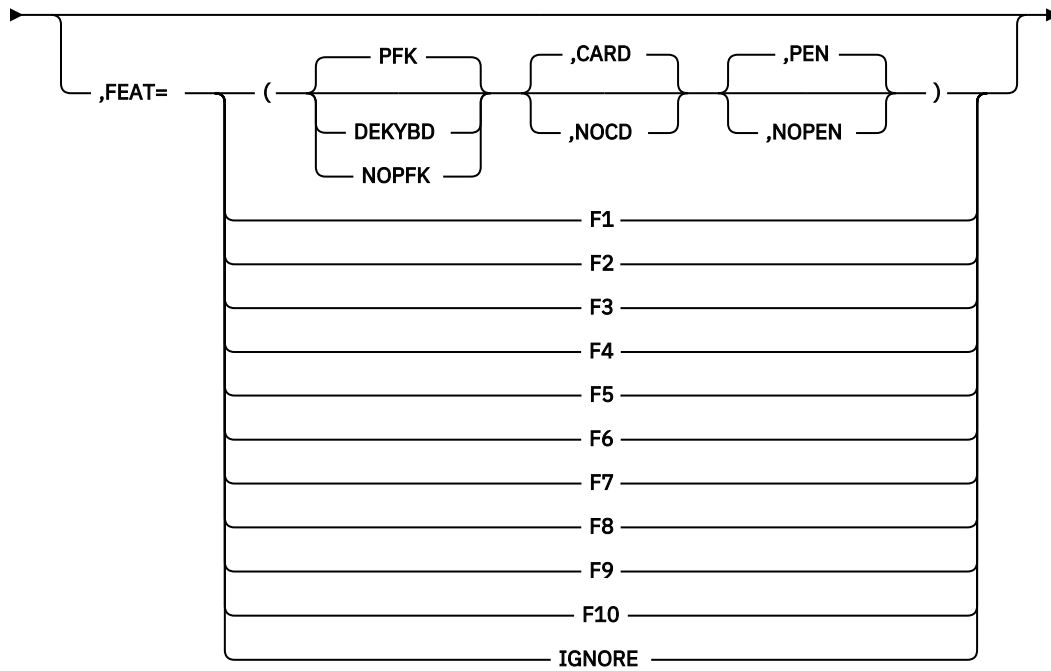 PFK ,CARD ,PEN
,FEAT= ( )
DEKYBD ,NOCD ,NOPEN
NOPFK
F1
F2
F3
F4
F5
F6
F7
F8
F9
F10
IGNORE